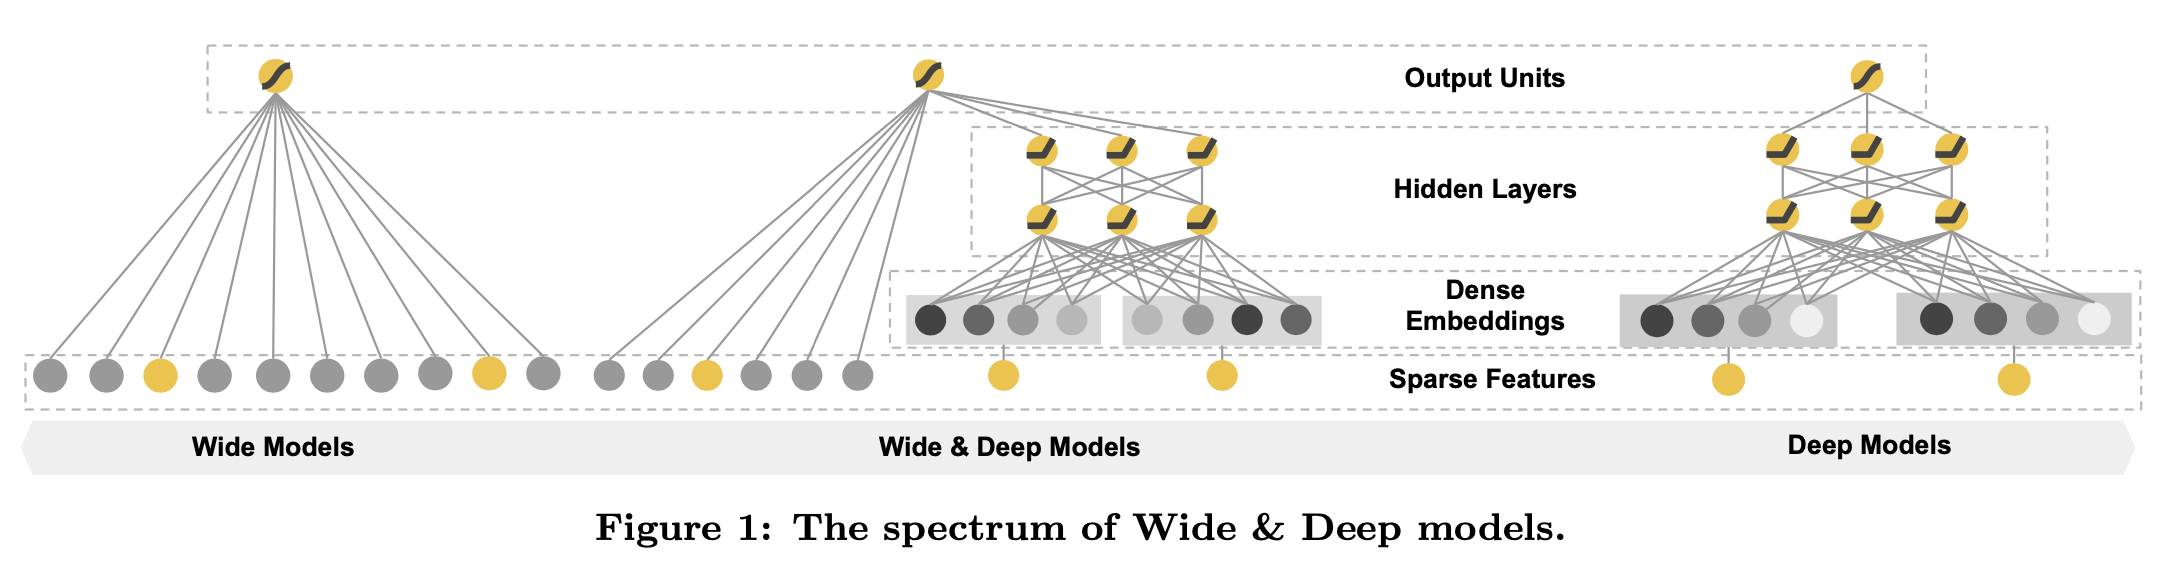 Output Units
Hidden Layers
Dense
Embeddings
Sparse Features
Wide Models
Wide & Deep Models
Deep Models
Figure 1: The spectrum of Wide & Deep models.